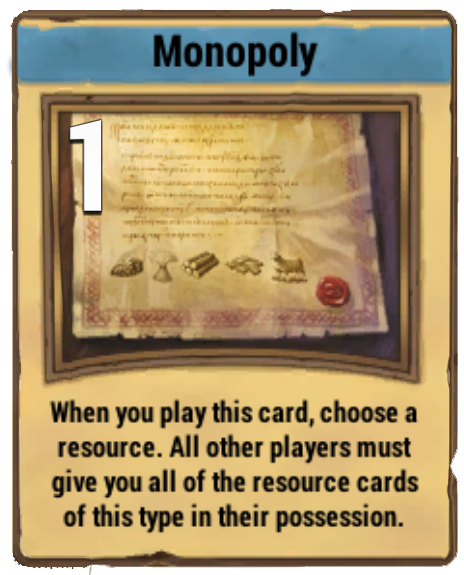 Monopoly
1
When you play this card, choose a
resource. All other players must
give you all of the resource cards
of this type in their possession.